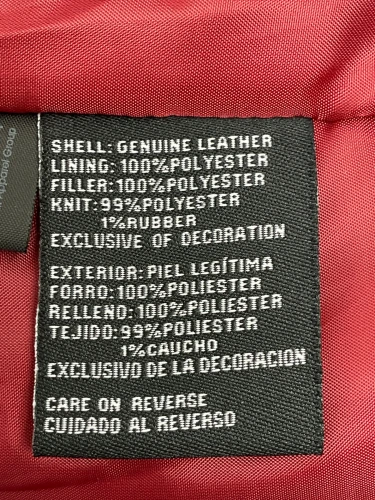 Apparel Group
SHELL: GENUINE LEATHER
LINING: 100%POLYESTER
FILLER: 100%POLYESTER
KNIT: 99%POLYESTER
1%RUBBER
EXCLUSIVE OF DECORATION
EXTERIOR: PIEL LEGÍTIMA
FORRO: 100%POLIESTER
RELLENO: 100%POLIESTER
TEJIDO: 99%POLIESTER
1%CAUCHO
EXCLUSIVO DE LA DECORACION
CARE ON REVERSE
CUIDADO AL REVERSO